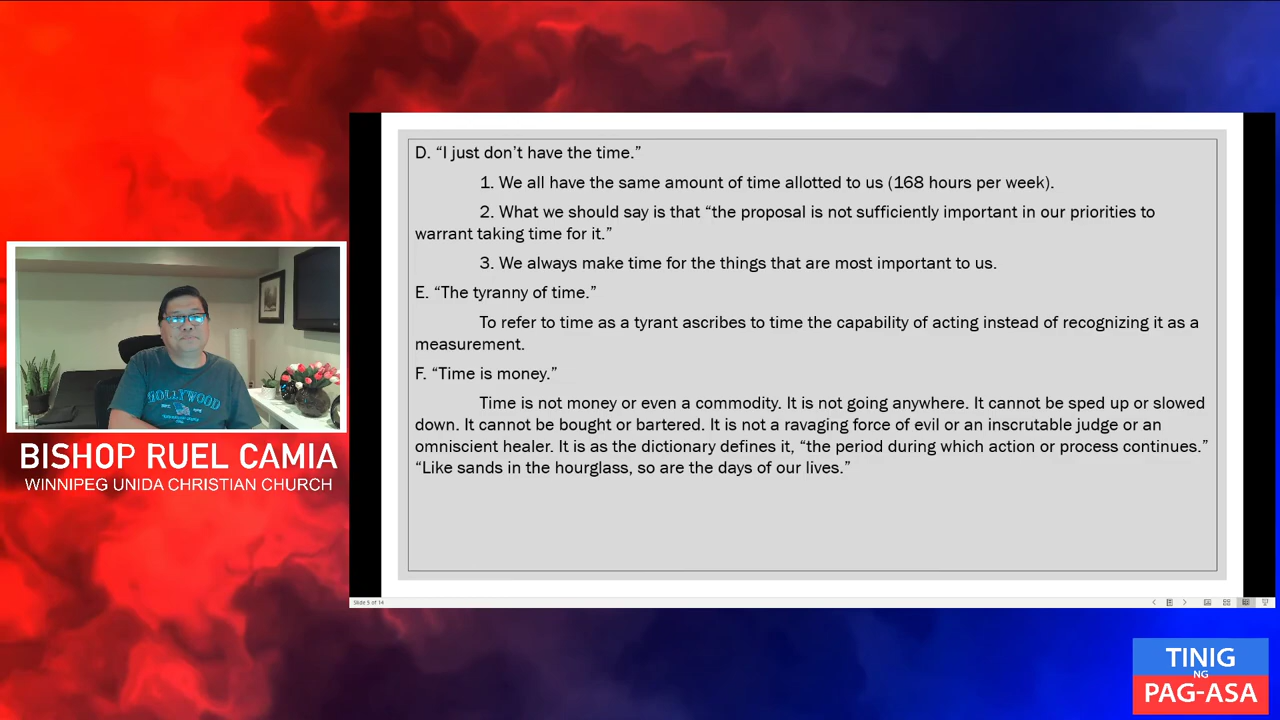 D. “I just don’t have the time.”
1. We all have the same amount of time allotted to us (168 hours per week).
2. What we should say is that “the proposal is not sufficiently important in our priorities to
warrant taking time for it.”
3. We always make time for the things that are most important to us.
E. “The tyranny of time.”
To refer to time as a tyrant ascribes to time the capability of acting instead of recognizing it as a
measurement.
F. “Time is money.”
Time is not money or even a commodity. It is not going anywhere. It cannot be sped up or slowed
down. It cannot be bought or bartered. It is not a ravaging force of evil or an inscrutable judge or an
omniscient healer. It is as the dictionary defines it, “the period during which action or process continues.”
“Like sands in the hourglass, so are the days of our lives.”
Slide 5 of 14
HOLLYWOOD
BISHOP RUEL CAMIA
WINNIPEG UNIDA CHRISTIAN CHURCH
TINIG
NG
PAG-ASA